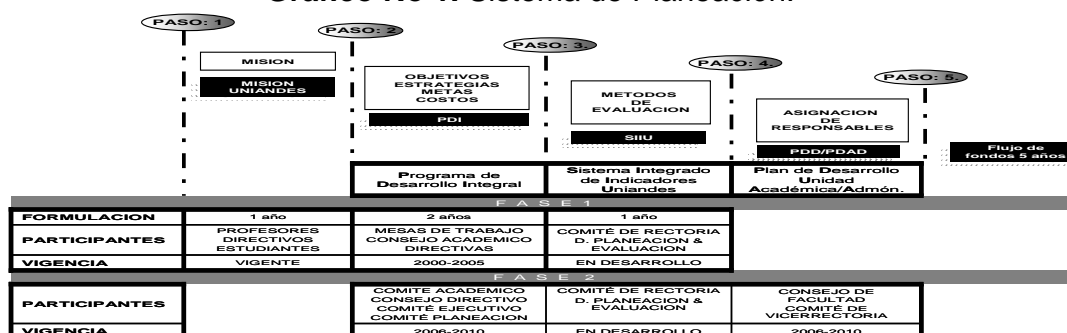 Gráfico No 1. Sistema de Planeación.
PASO: 1
PASO: 2
PASO: 3.
PASO: 4.
PASO: 5.
MISION
MISION
UNIANDES
OBJETIVOS
ESTRATEGIAS
METAS
COSTOS
PDI
METODOS
DE
EVALUACION
SIIU
ASIGNACION
DE
RESPONSABLES
PDD/PDAD
Flujo de
fondos 5 años
Programa de
Desarrollo Integral
Sistema Integrado
de Indicadores
Uniandes
Plan de Desarrollo
Unidad
Académica/Admón.
F A S E 1
FORMULACION
1 año
2 años
1 año
PARTICIPANTES
PROFESORES
DIRECTIVOS
ESTUDIANTES
MESAS DE TRABAJO
CONSEJO ACADEMICO
DIRECTIVAS
COMITÉ DE RECTORIA
D. PLANEACION &
EVALUACION
VIGENCIA
VIGENTE
2000-2005
EN DESARROLLO
F A S E 2
PARTICIPANTES
COMITE ACADEMICO
CONSEJO DIRECTIVO
COMITÉ EJECUTIVO
COMITÉ PLANEACION
COMITÉ DE RECTORIA
D. PLANEACION &
EVALUACION
CONSEJO DE
FACULTAD
COMITÉ DE
VICERRECTORIA
VIGENCIA
2006-2010
EN DESARROLLO
2006-2010